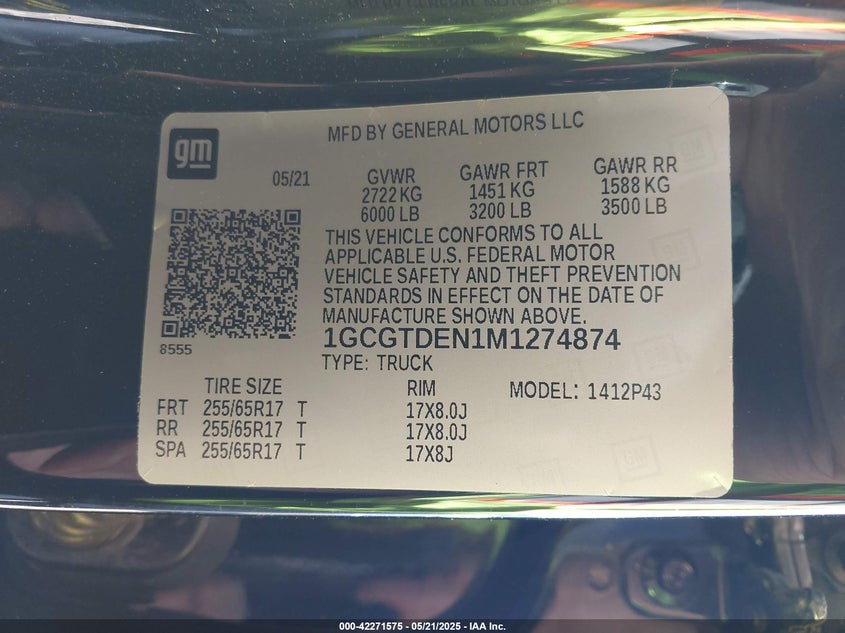 gm
MFD BY GENERAL MOTORS LLC
05/21
GVWR GAWR FRT GAWR RR
2722 KG 1451 KG 1588 KG
6000 LB 3200 LB 3500 LB
THIS VEHICLE CONFORMS TO ALL
APPLICABLE U.S. FEDERAL MOTOR
VEHICLE SAFETY AND THEFT PREVENTION
STANDARDS IN EFFECT ON THE DATE OF
MANUFACTURE SHOWN ABOVE.
1GCGTDEN1M1274874
8555
TYPE: TRUCK
TIRE SIZE RIM MODEL: 1412P43
FRT 255/65R17 T 17X8.0J
RR 255/65R17 T 17X8.0J
SPA 255/65R17 T 17X8J
000-42271575 - 05/21/2025 - IAA Inc.